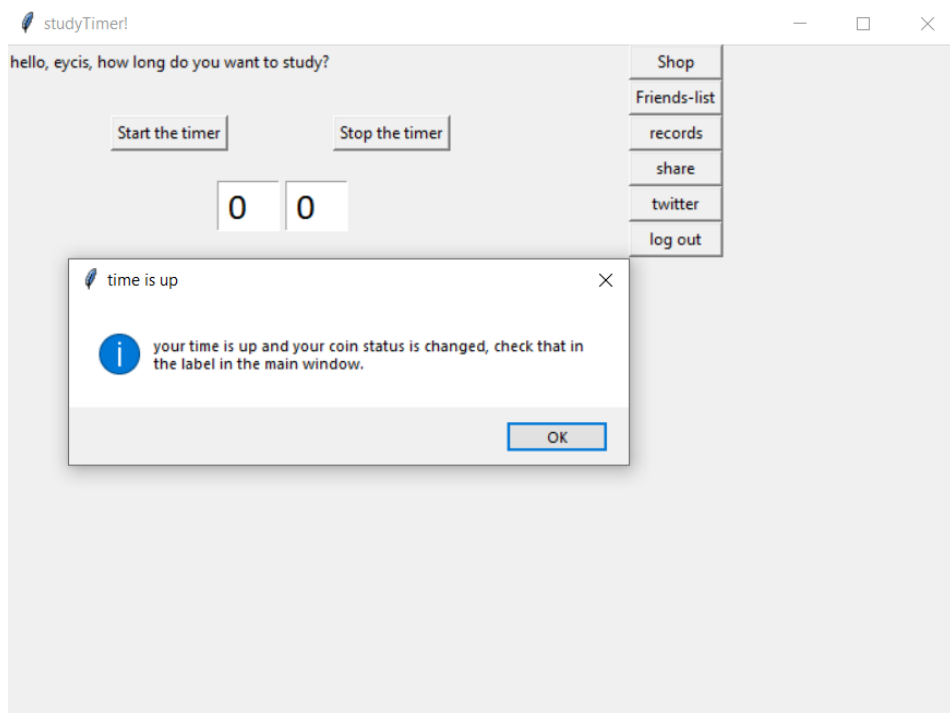 studyTimer!
hello, eycis, how long do you want to study?
Shop
Friends-list
Start the timer
Stop the timer
records
share
twitter
0 0
log out
time is up
your time is up and your coin status is changed, check that in
the label in the main window.
OK